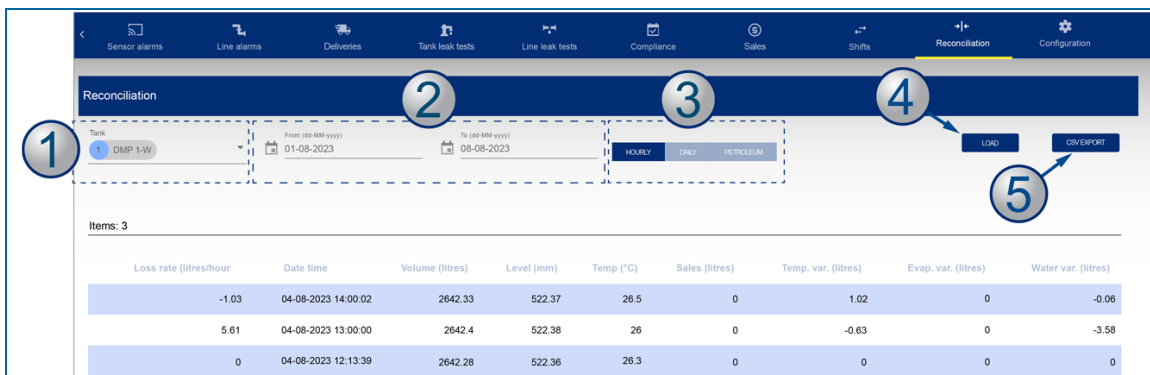 Sensor alarms Line alarms Deliveries Tank leak tests Line leak tests Compliance Sales Shifts Reconciliation Configuration
Reconciliation
1 2 3 4 5
Tank From (dd-MM-yyyy) To (dd-MM-yyyy)
1 DMP 1-W 01-08-2023 08-08-2023 HOURLY DAILY PETROLEUM LOAD CSV EXPORT
Items: 3
Loss rate (litres/hour Date time Volume (litres) Level (mm) Temp (°C) Sales (litres) Temp. var. (litres) Evap. var. (litres) Water var. (litres)
-1.03 04-08-2023 14:00:02 2642.33 522.37 26.5 0 1.02 0 -0.06
5.61 04-08-2023 13:00:00 2642.4 522.38 26 0 -0.63 0 -3.58
0 04-08-2023 12:13:39 2642.28 522.36 26.3 0 0 0 0